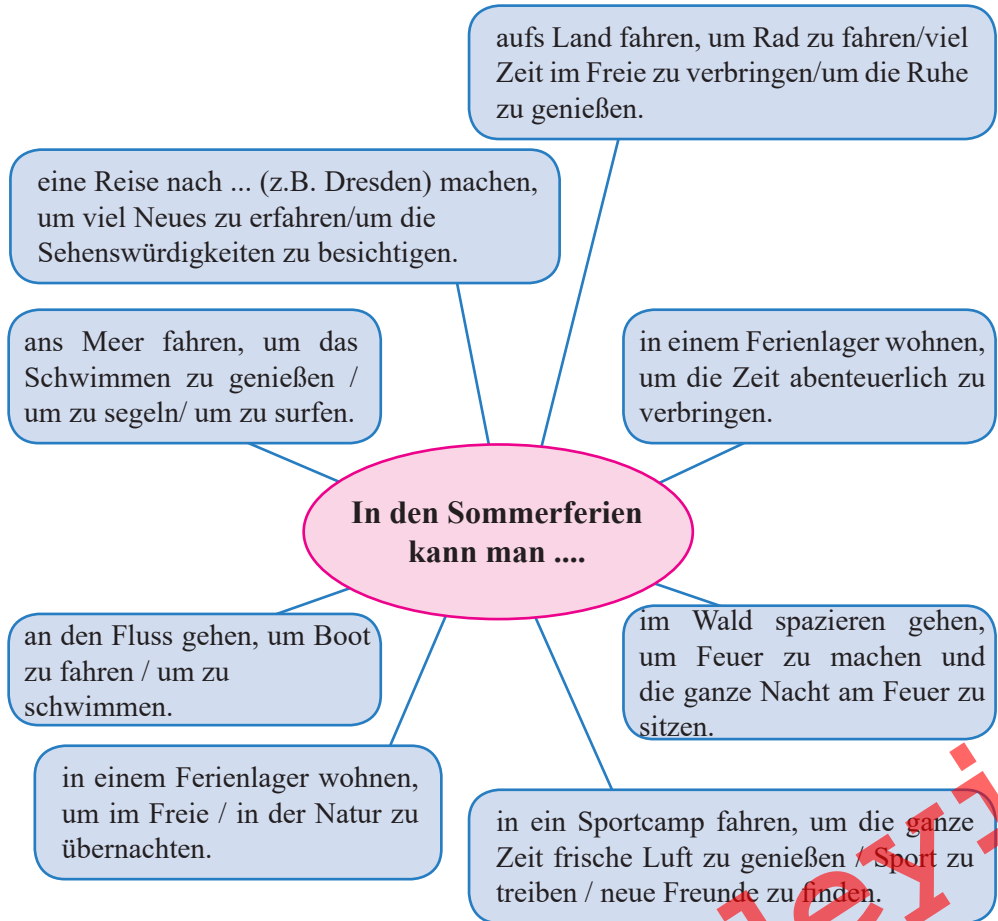 aufs Land fahren, um Rad zu fahren/viel
Zeit im Freie zu verbringen/um die Ruhe
zu genießen.
eine Reise nach ... (z.B. Dresden) machen,
um viel Neues zu erfahren/um die
Sehenswürdigkeiten zu besichtigen.
ans Meer fahren, um das
Schwimmen zu genießen /
um zu segeln/ um zu surfen.
in einem Ferienlager wohnen,
um die Zeit abenteuerlich zu
verbringen.
In den Sommerferien
kann man ....
an den Fluss gehen, um Boot
zu fahren / um zu
schwimmen.
im Wald spazieren gehen,
um Feuer zu machen und
die ganze Nacht am Feuer zu
sitzen.
in einem Ferienlager wohnen,
um im Freie / in der Natur zu
übernachten.
in ein Sportcamp fahren, um die ganze
Zeit frische Luft zu genießen / Sport zu
treiben / neue Freunde zu finden.